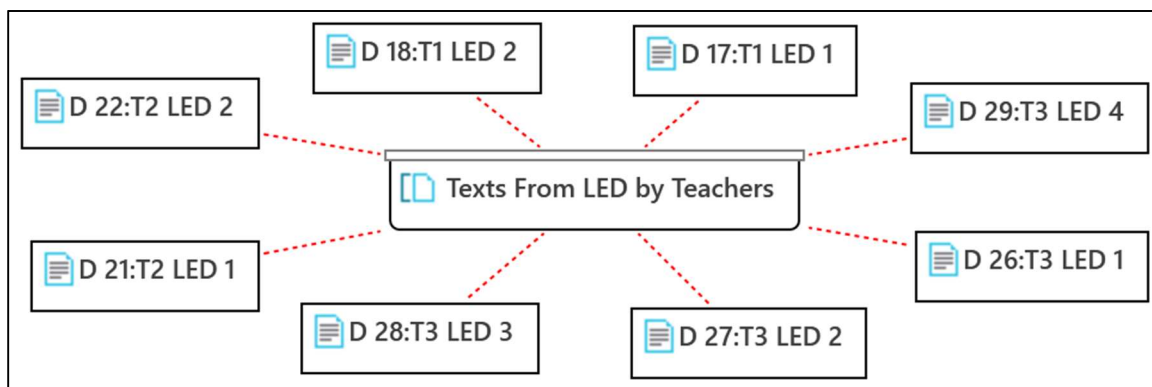 D 18:T1 LED 2
D 17:T1 LED 1
D 22:T2 LED 2
D 29:T3 LED 4
Texts From LED by Teachers
D 21:T2 LED 1
D 26:T3 LED 1
D 28:T3 LED 3
D 27:T3 LED 2